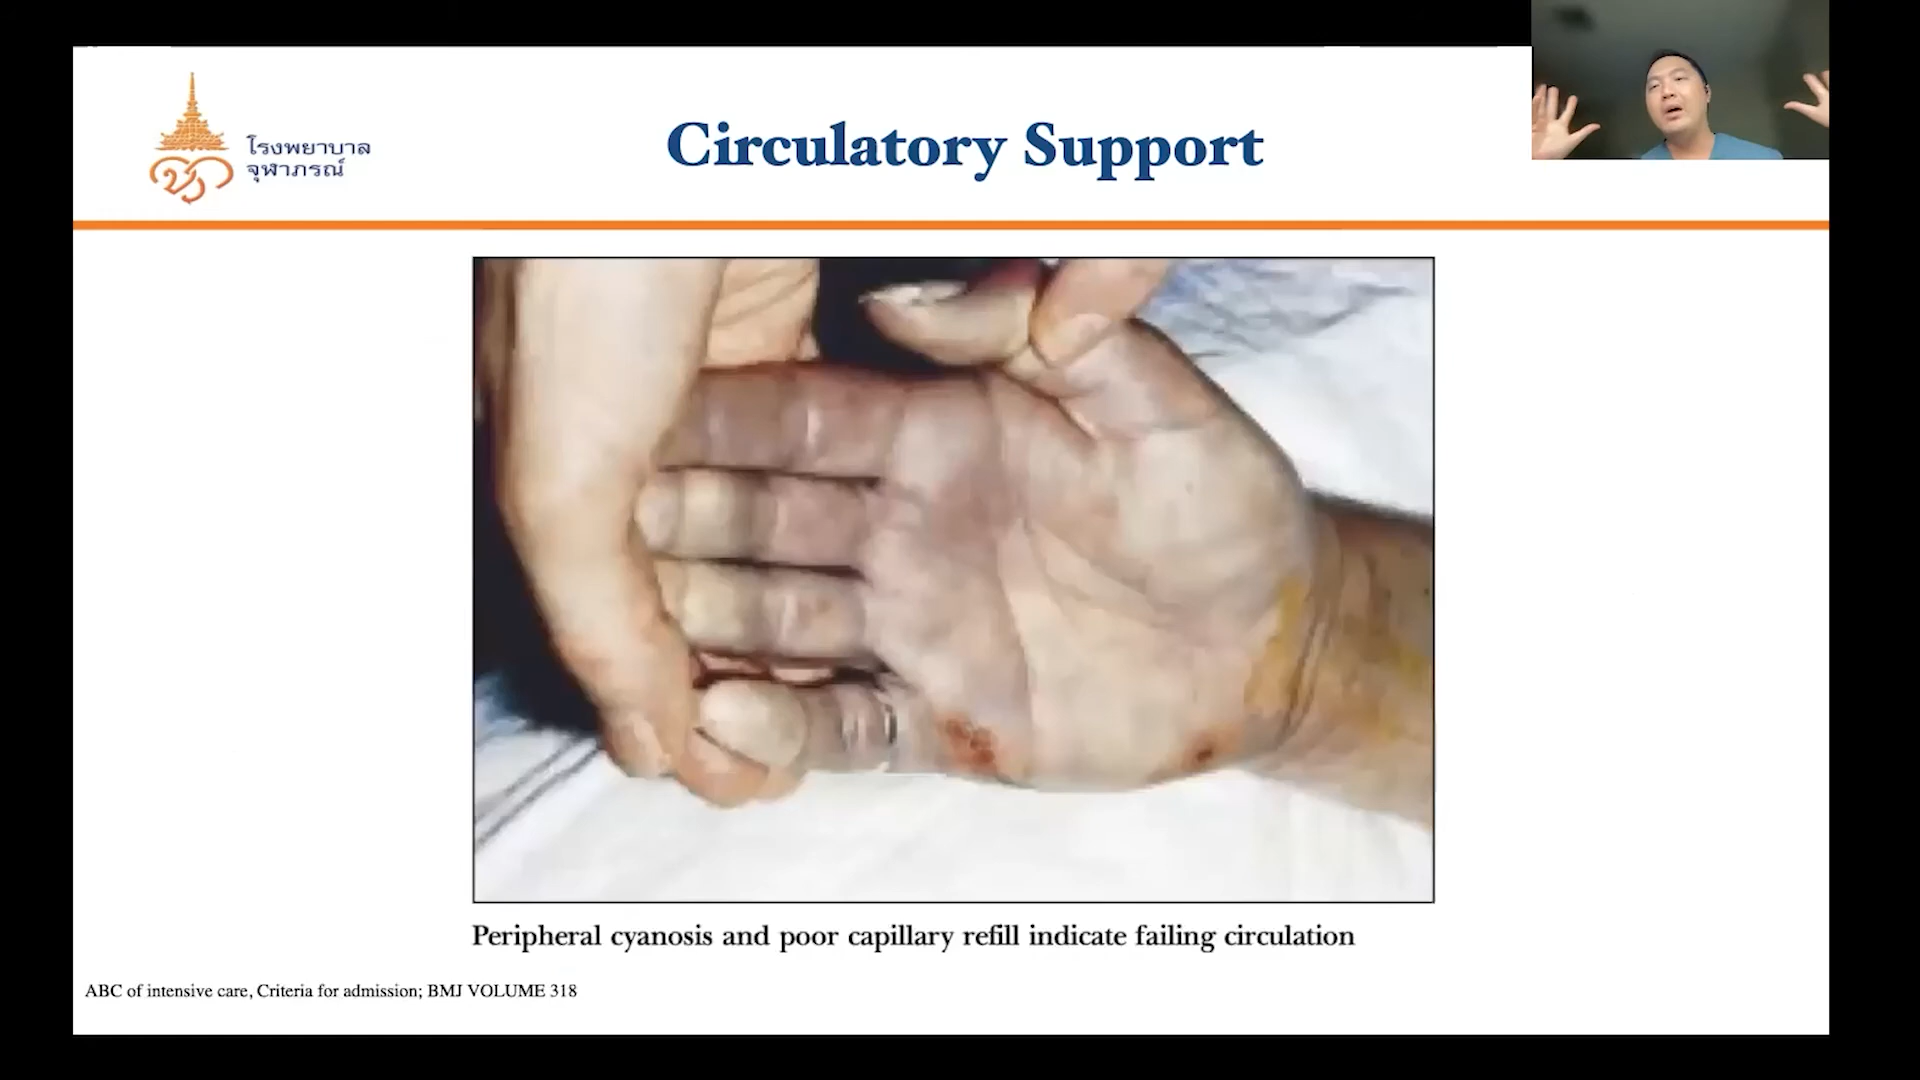 โรงพยาบาล
จุฬาภรณ์
Circulatory Support
Peripheral cyanosis and poor capillary refill indicate failing circulation
ABC of intensive care, Criteria for admission; BMJ VOLUME 318